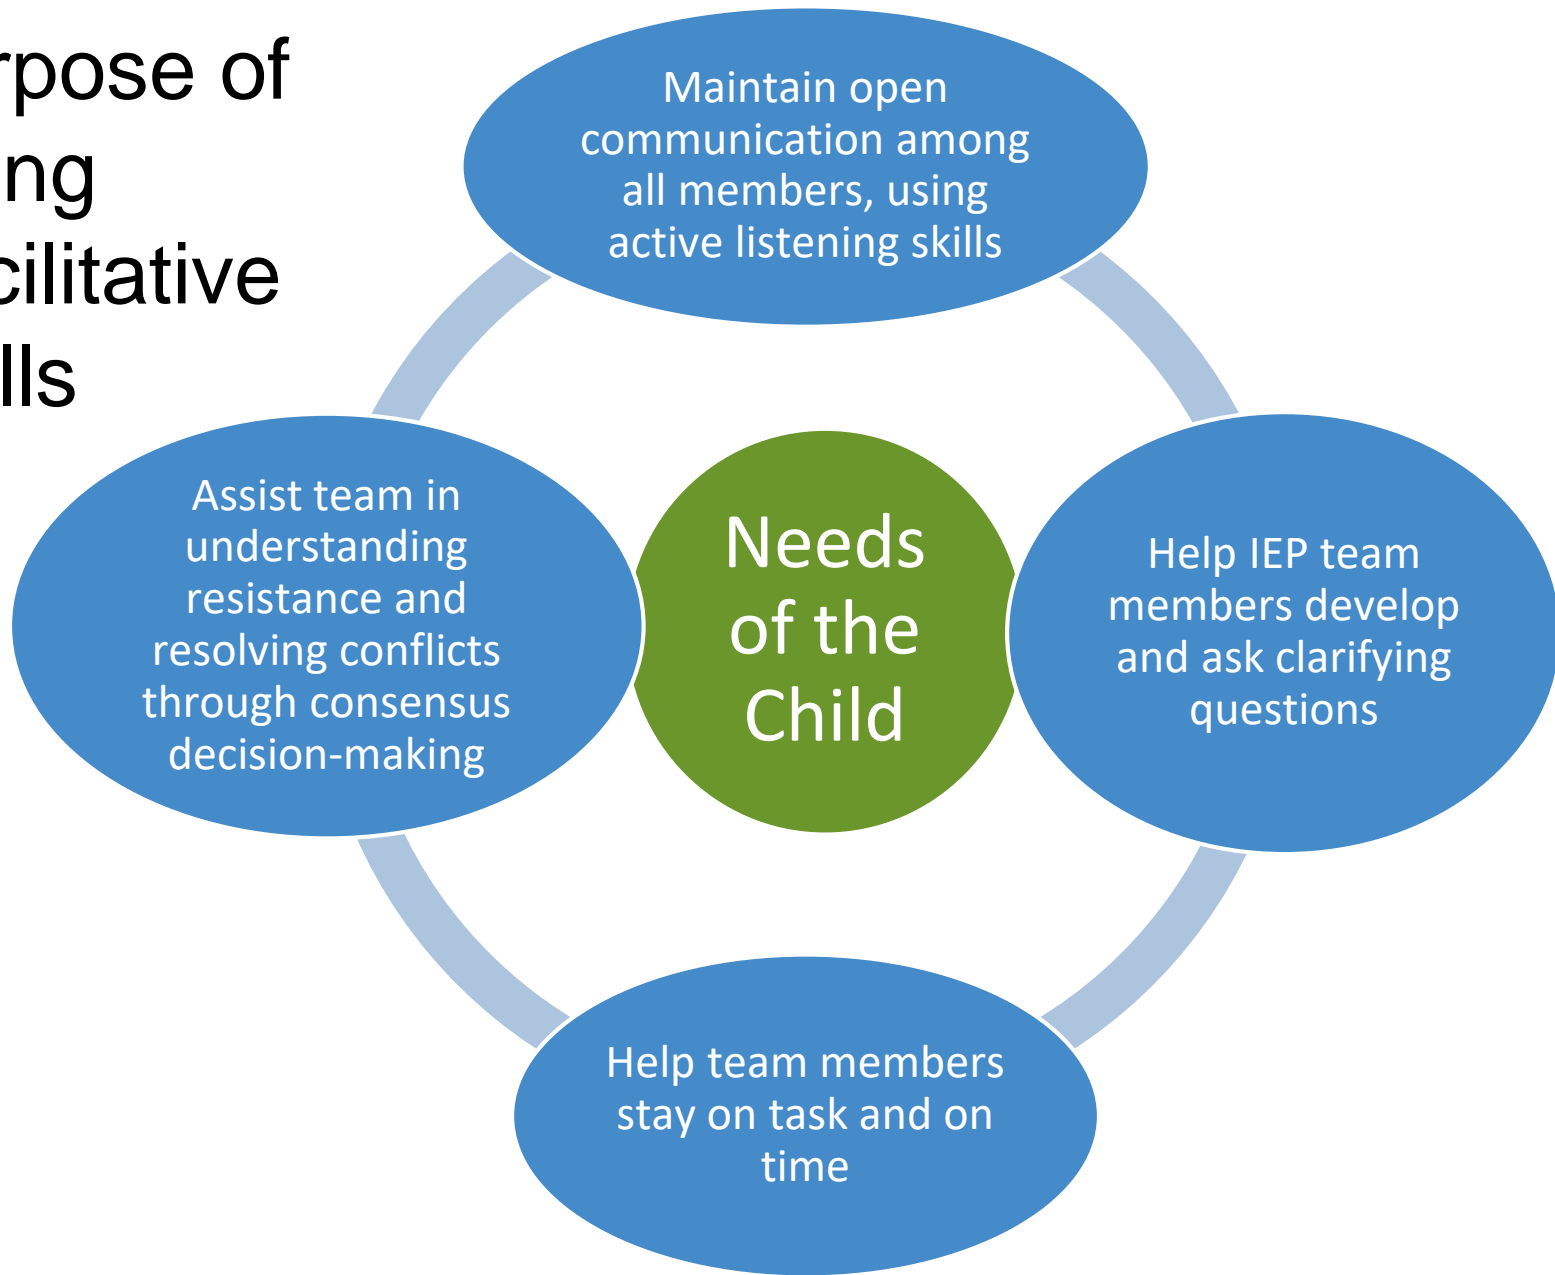 rpose of
ing
cilitative
lls
Maintain open
communication among
all members, using
active listening skills
Help IEP team
members develop
and ask clarifying
questions
Help team members
stay on task and on
time
Assist team in
understanding
resistance and
resolving conflicts
through consensus
decision-making
Needs
of the
Child